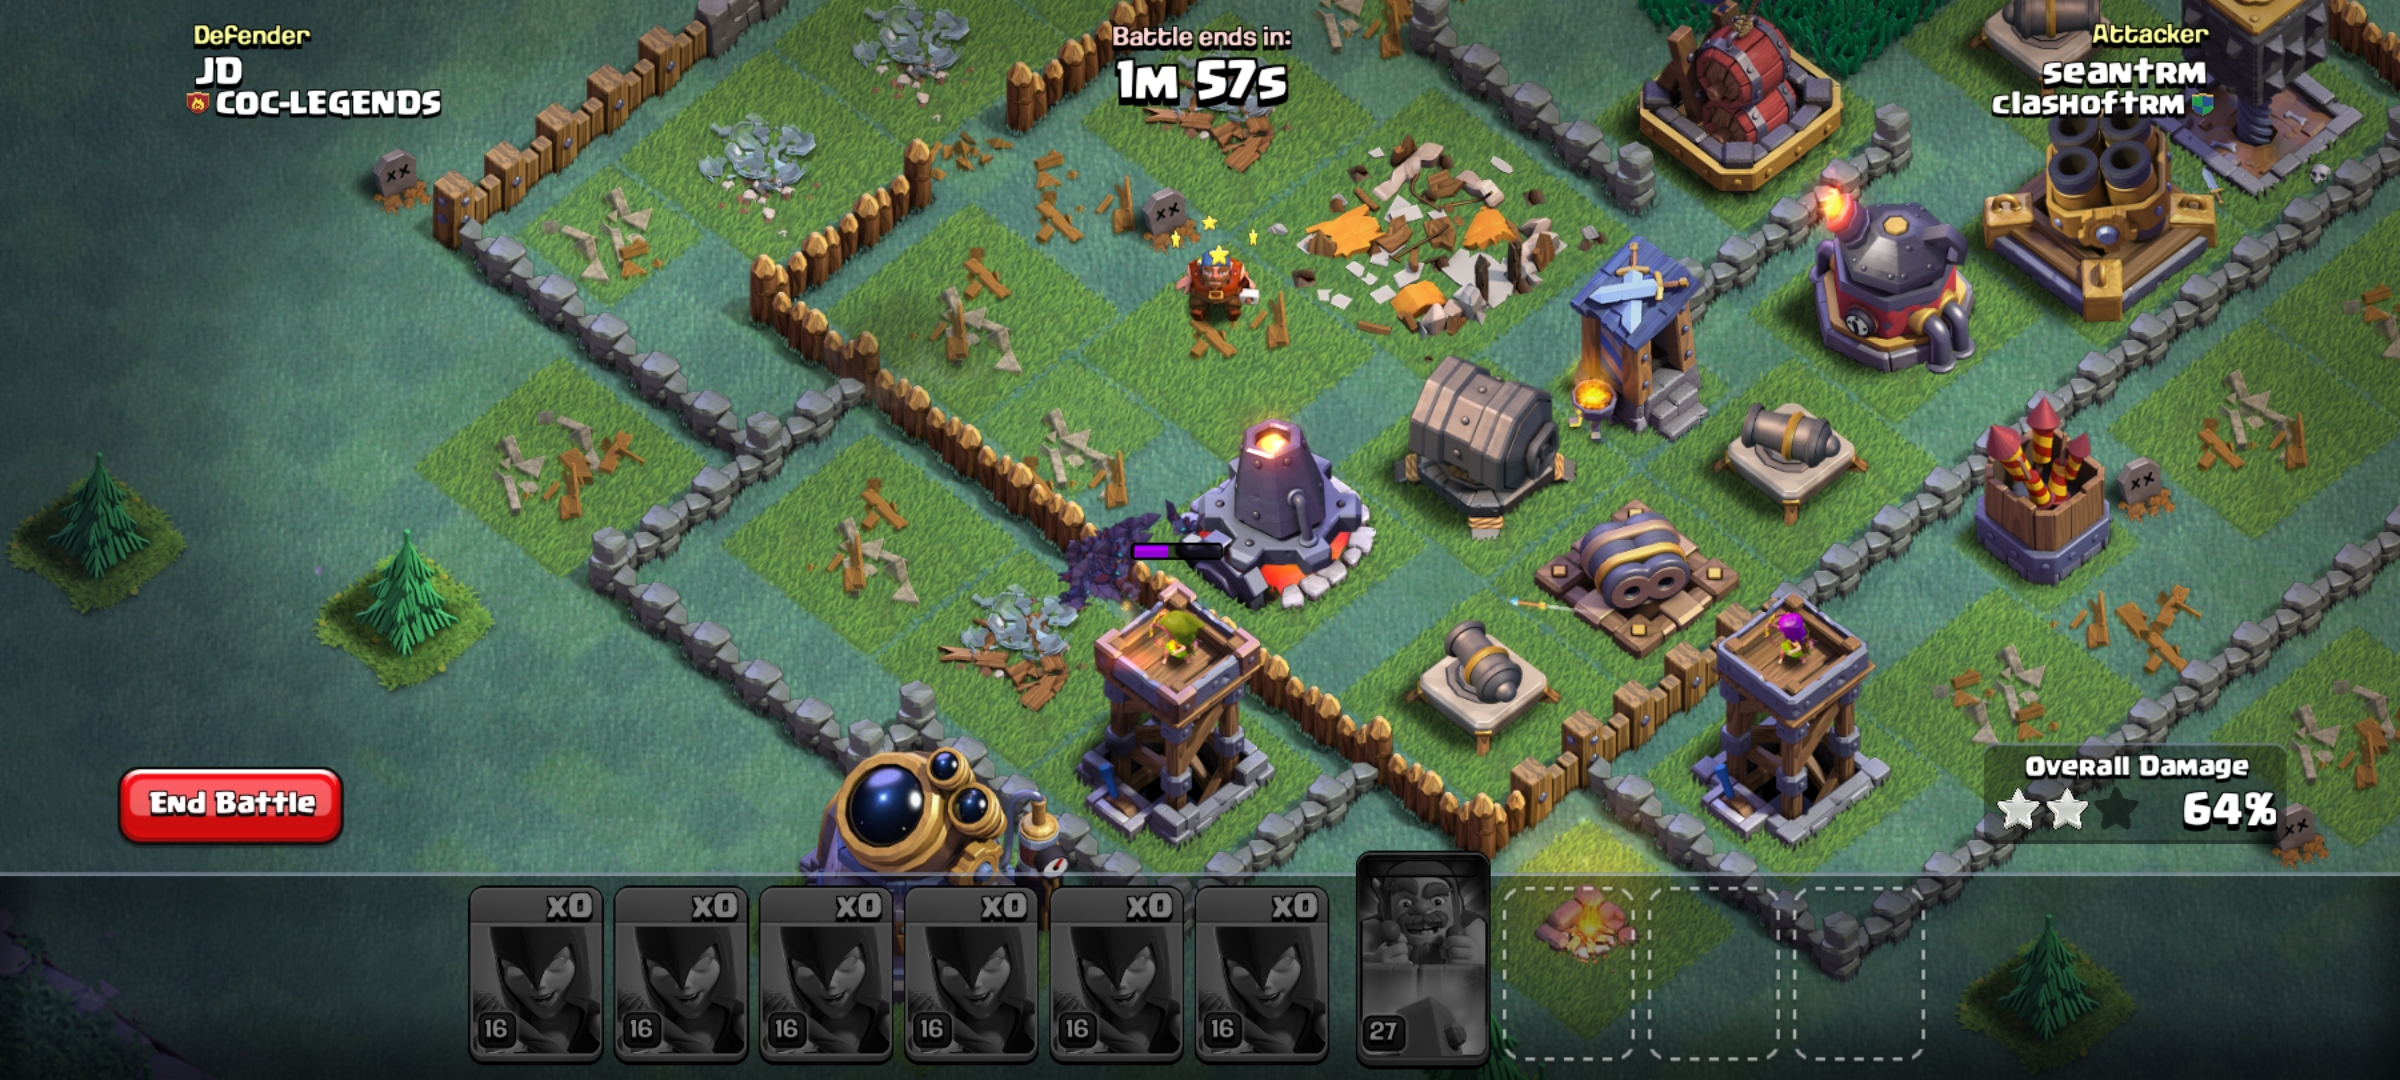 Defender
JD
COC-LEGENDS
Battle ends in:
1M 57s
Attacker
seantRM
clashoftRM
End Battle
Overall Damage
64%
x0 x0 x0 x0 x0 x0
16 16 16 16 16 16 27